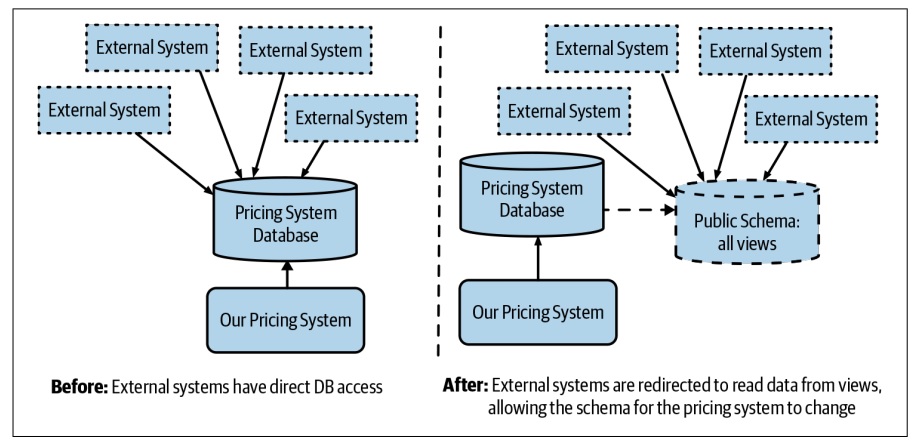 External System
External System
External System
External System
Pricing System
Database
Our Pricing System
Before: External systems have direct DB access
External System
External System
External System
External System
Pricing System
Database
Public Schema:
all views
Our Pricing System
After: External systems are redirected to read data from views,
allowing the schema for the pricing system to change